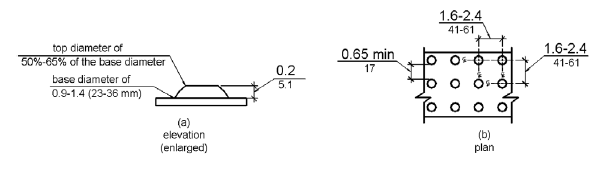 top diameter of
50%-65% of the base diameter
base diameter of
0.9-1.4 (23-36 mm)
0.2
5.1
(a)
elevation
(enlarged)
1.6-2.4
41-61
0.65 min
17
1.6-2.4
41-61
(b)
plan